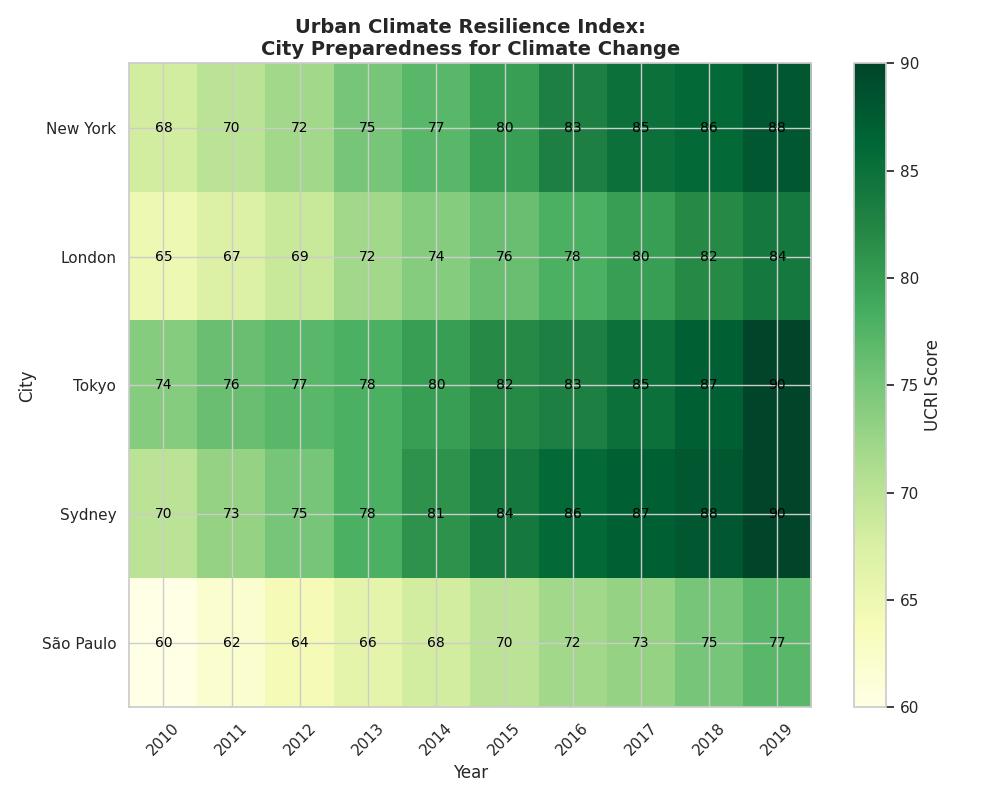 Urban Climate Resilience Index:
City Preparedness for Climate Change
City
New York 68 70 72 75 77 80 83 85 86 88
London 65 67 69 72 74 76 78 80 82 84
Tokyo 74 76 77 78 80 82 83 85 87 90
Sydney 70 73 75 78 81 84 86 87 88 90
São Paulo 60 62 64 66 68 70 72 73 75 77
2010 2011 2012 2013 2014 2015 2016 2017 2018 2019
Year
90
85
80
75
70
65
60
UCRI Score